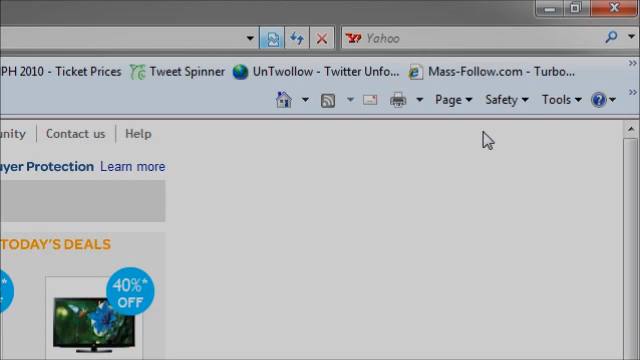 Yahoo
PH 2010 - Ticket Prices Tweet Spinner UnTwollow - Twitter Unfo... Mass-Follow.com - Turbo...
Page Safety Tools
unity Contact us Help
uyer Protection Learn more
TODAY'S DEALS
40%*
OFF